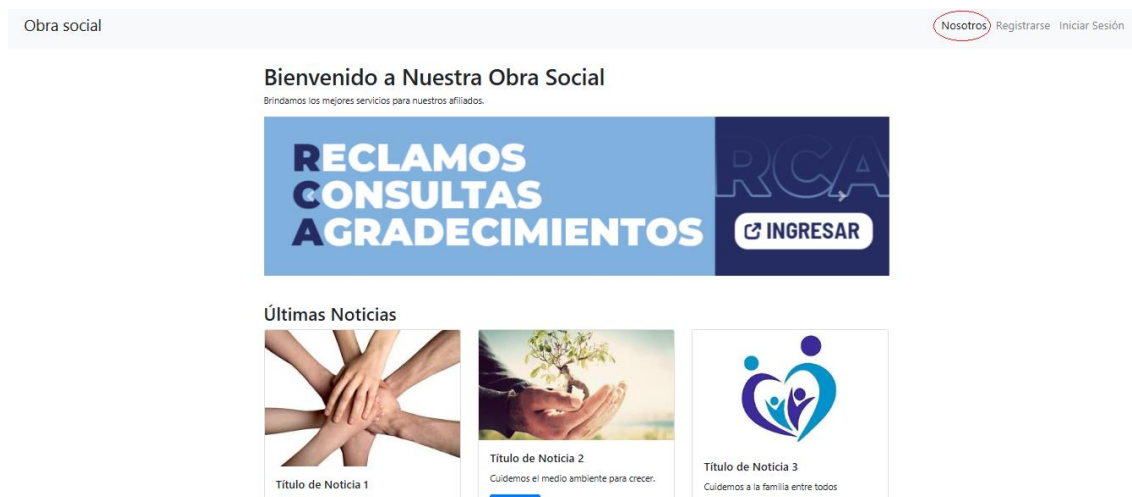 Obra social
Nosotros Registrarse Iniciar Sesión
Bienvenido a Nuestra Obra Social
Brindamos los mejores servicios para nuestros afiliados.
RECLAMOS
CONSULTAS
AGRADECIMIENTOS
RCA
INGRESAR
Últimas Noticias
Título de Noticia 1
Título de Noticia 2
Cuidemos el medio ambiente para crecer.
Título de Noticia 3
Cuidemos a la familia entre todos